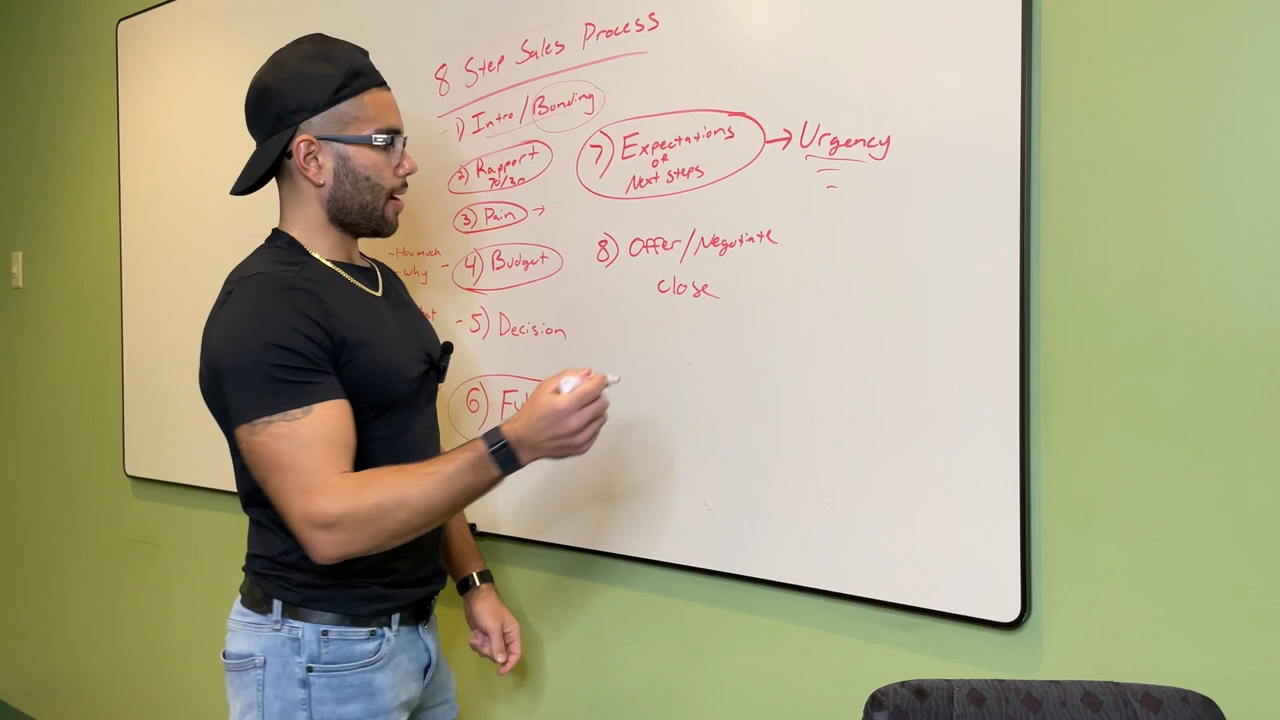 8 Step Sales Process
- 1) Intro/Bonding
2) Rapport
70/30
3) Pain →
- How much
- why
- 4) Budget
- 5) Decision
6)
7) Expectations → Urgency
or
Next steps
8) Offer/Negotiate
close